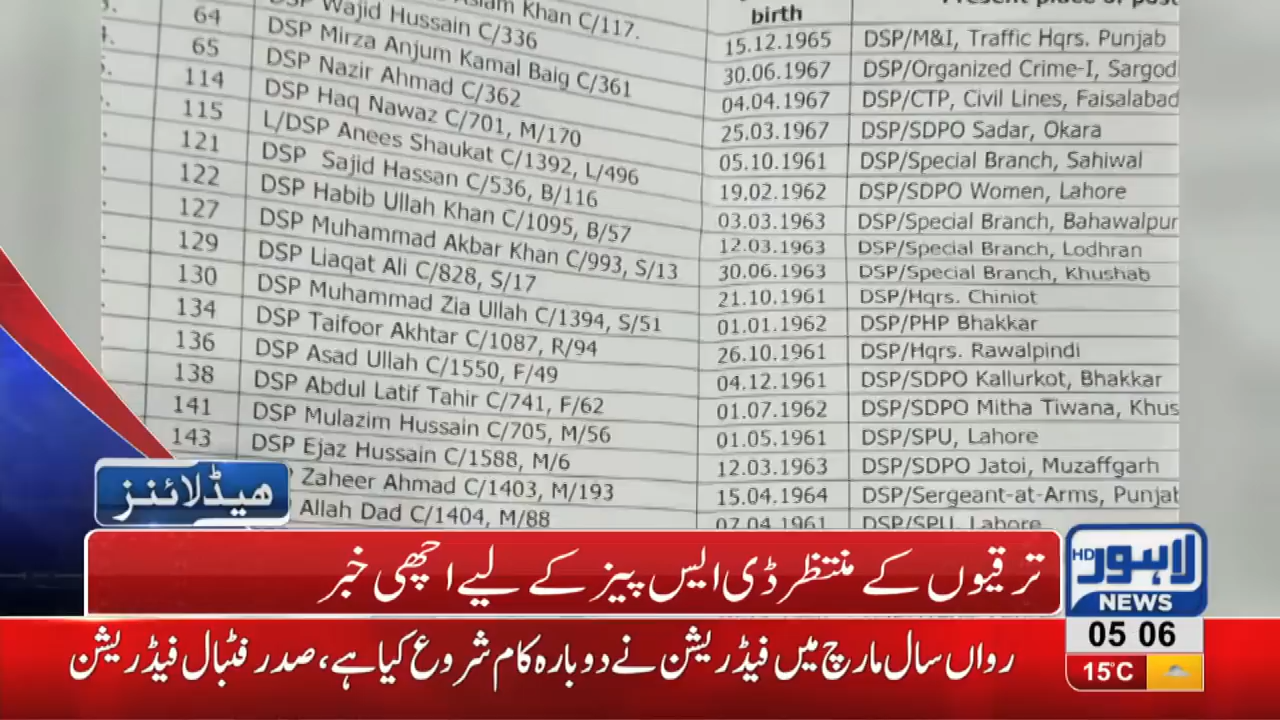 birth Present place of
Aslam Khan C/117. 15.12.1965 DSP/M&I, Traffic Hqrs. Punjab
DSP Wajid Hussain C/336 30.06.1967 DSP/Organized Crime-I, Sargod
64 DSP Mirza Anjum Kamal Baig C/361 04.04.1967 DSP/CTP, Civil Lines, Faisalabad
65 DSP Nazir Ahmad C/362 25.03.1967 DSP/SDPO Sadar, Okara
114 DSP Haq Nawaz C/701, M/170 05.10.1961 DSP/Special Branch, Sahiwal
115 L/DSP Anees Shaukat C/1392, L/496 19.02.1962 DSP/SDPO Women, Lahore
121 DSP Sajid Hassan C/536, B/116 03.03.1963 DSP/Special Branch, Bahawalpur
122 DSP Habib Ullah Khan C/1095, B/57 12.03.1963 DSP/Special Branch, Lodhran
127 DSP Muhammad Akbar Khan C/993, S/13 30.06.1963 DSP/Special Branch, Khushab
129 DSP Liaqat Ali C/828, S/17 21.10.1961 DSP/Hqrs. Chiniot
130 DSP Muhammad Zia Ullah C/1394, S/51 01.01.1962 DSP/PHP Bhakkar
134 DSP Taifoor Akhtar C/1087, R/94 26.10.1961 DSP/Hqrs. Rawalpindi
136 DSP Asad Ullah C/1550, F/49 04.12.1961 DSP/SDPO Kallurkot, Bhakkar
138 DSP Abdul Latif Tahir C/741, F/62 01.07.1962 DSP/SDPO Mitha Tiwana, Khus
141 DSP Mulazim Hussain C/705, M/56 01.05.1961 DSP/SPU, Lahore
143 DSP Ejaz Hussain C/1588, M/6 12.03.1963 DSP/SDPO Jatoi, Muzaffgarh
Zaheer Ahmad C/1403, M/193 15.04.1964 DSP/Sergeant-at-Arms, Punjab
Allah Dad C/1404, M/88 07.04.1961 DSP/SPU, Lahore
ھیڈلائنز
ترقیوں کے منتظر ڈی ایس پیز کے لیے اچھی خبر
لاہور HD
NEWS
05 06
15°C
رواں سال مارچ میں فیڈریشن نے دوبارہ کام شروع کیا ہے، صدر فٹبال فیڈریشن